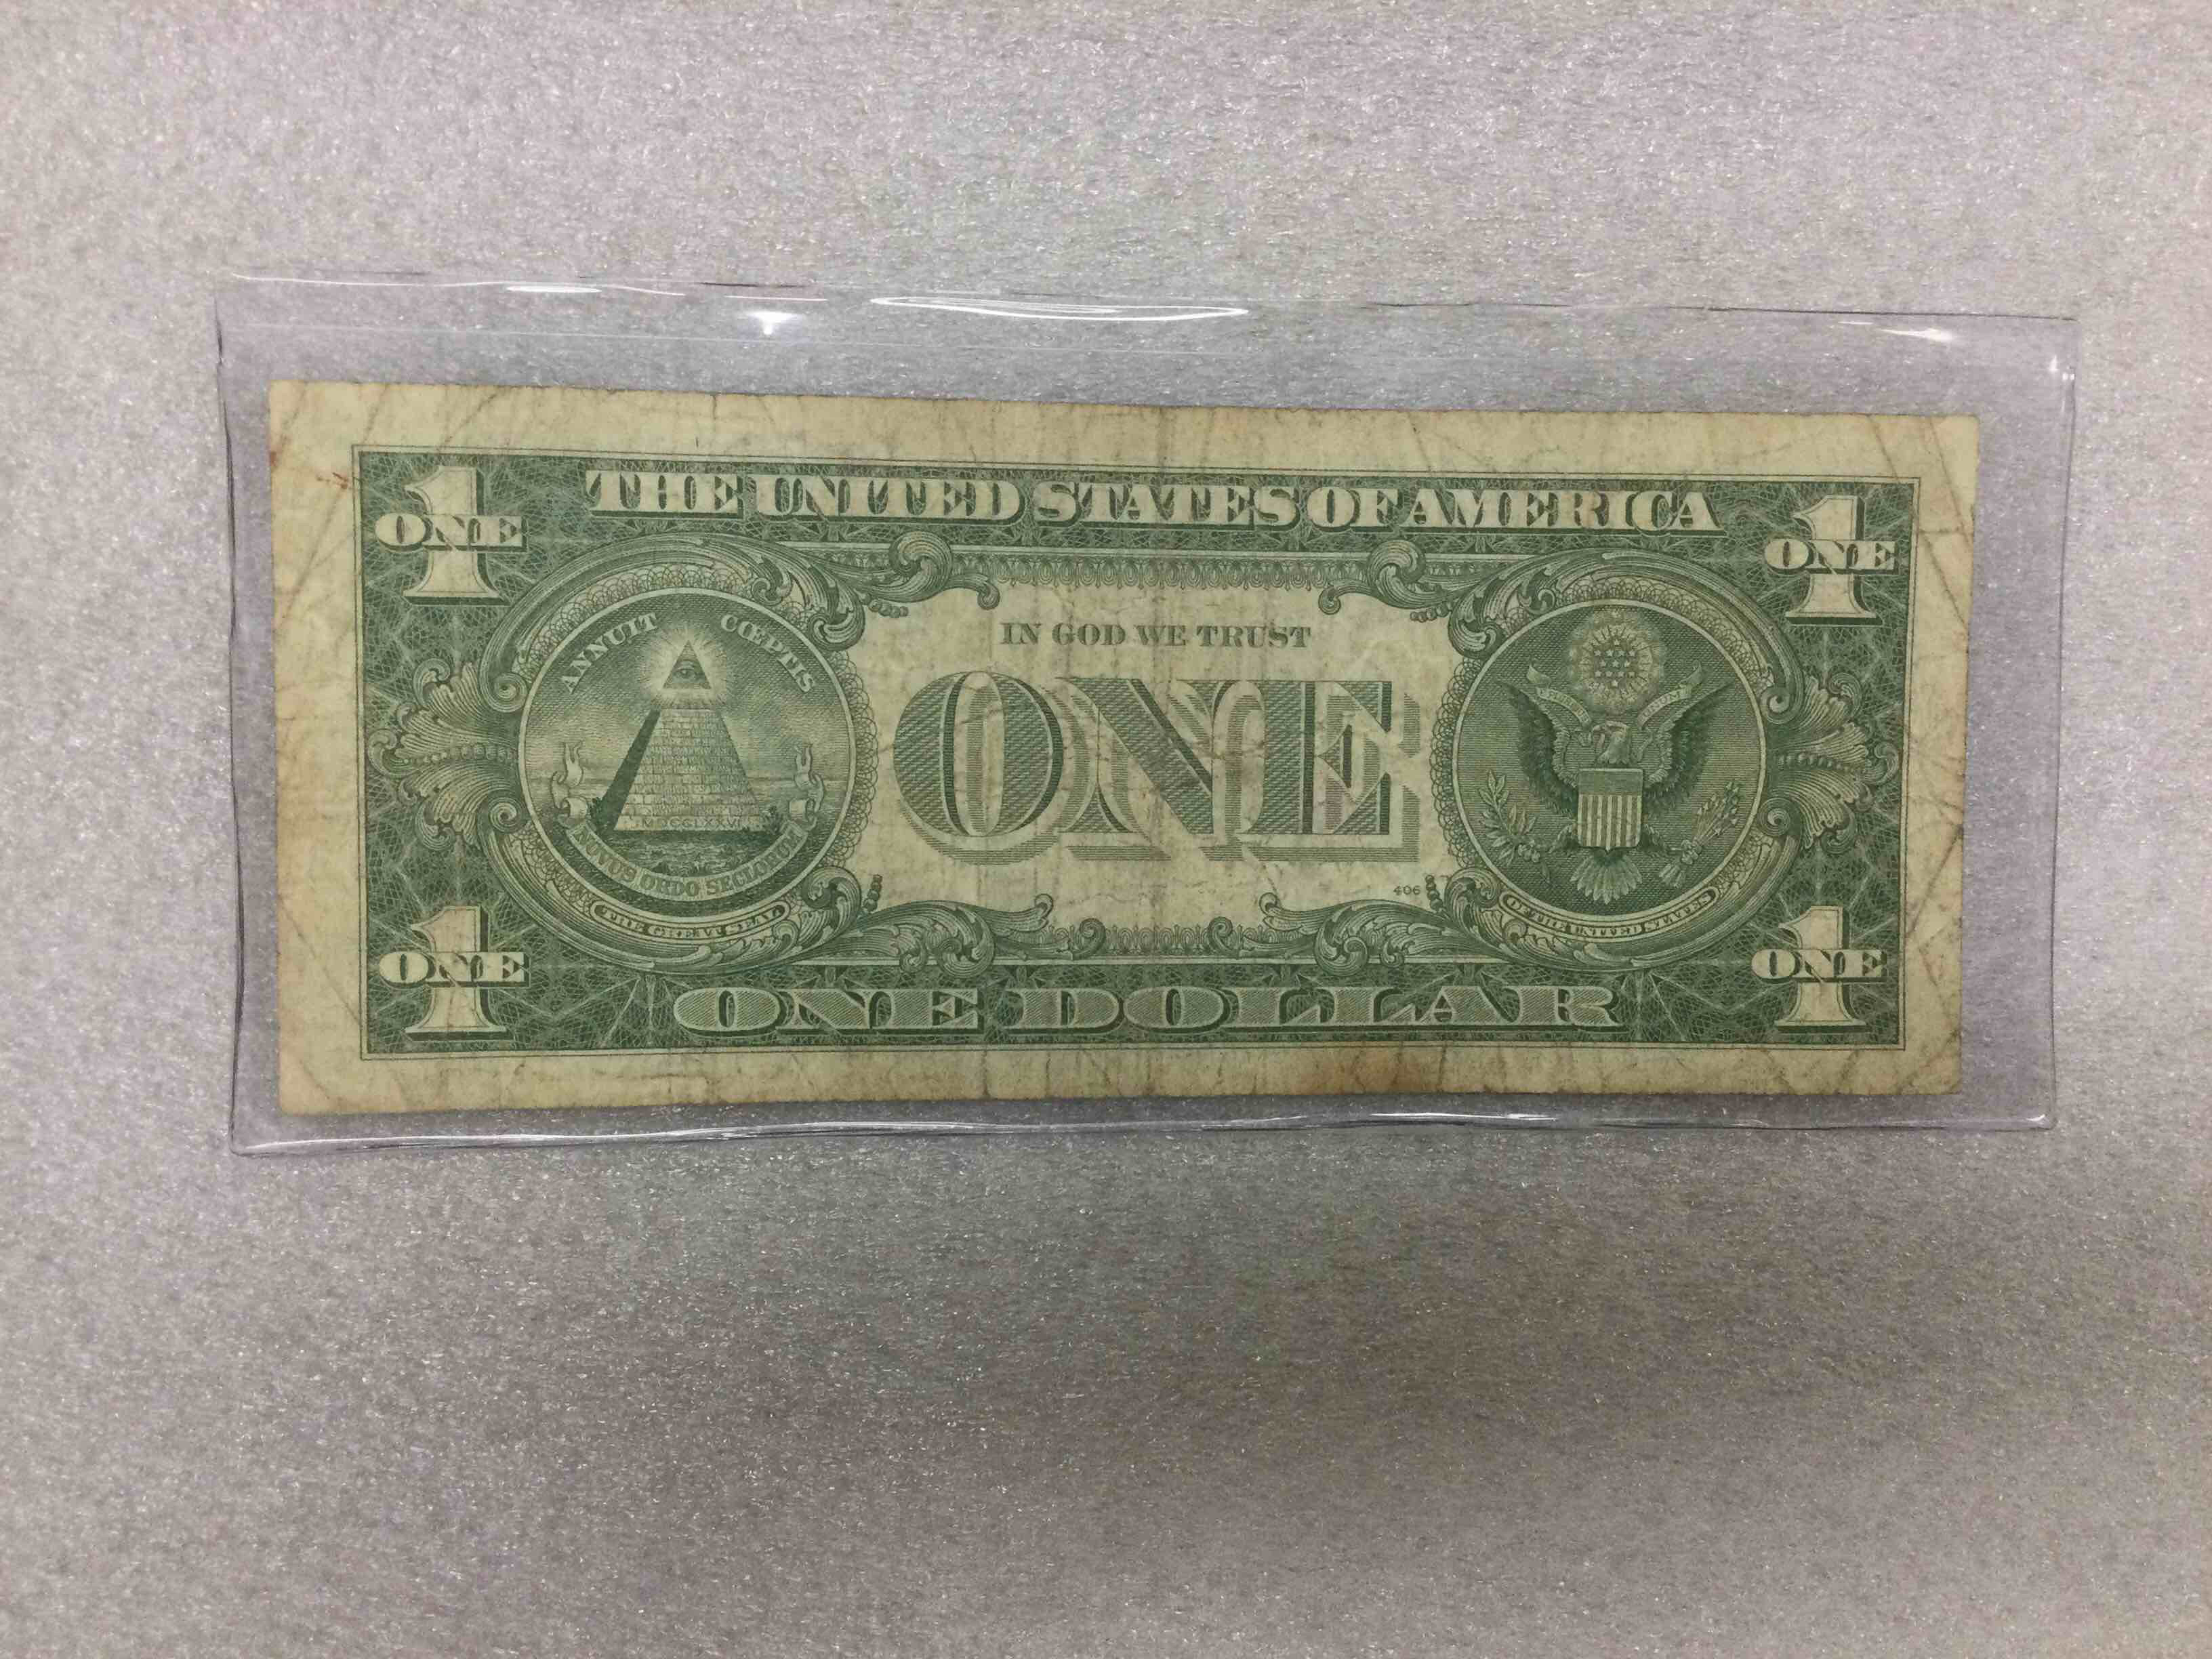 THE UNITED STATES OF AMERICA
1
ONE
1
ONE
ANNUIT CŒPTIS
IN GOD WE TRUST
ONE
MDCCLXXVI
NOVUS ORDO SECLORUM
THE GREAT SEAL
406
OF THE UNITED STATES
1
ONE
1
ONE
ONE DOLLAR